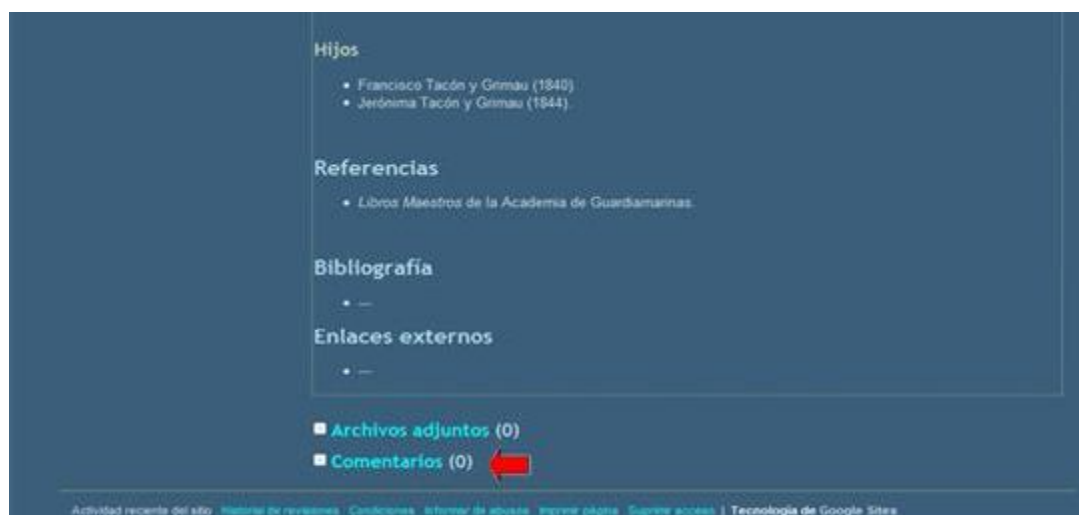 Hijos
• Francisco Tacón y Grimau (1840)
• Jerónima Tacón y Grimau (1844).
Referencias
• Libros Maestros de la Academia de Guardiamarinas.
Bibliografía
• —
Enlaces externos
• —
Archivos adjuntos (0)
Comentarios (0)
Actividad reciente del sitio Historial de revisiones Condiciones Informar de abusos Imprimir página Suprimir acceso | Tecnología de Google Sites